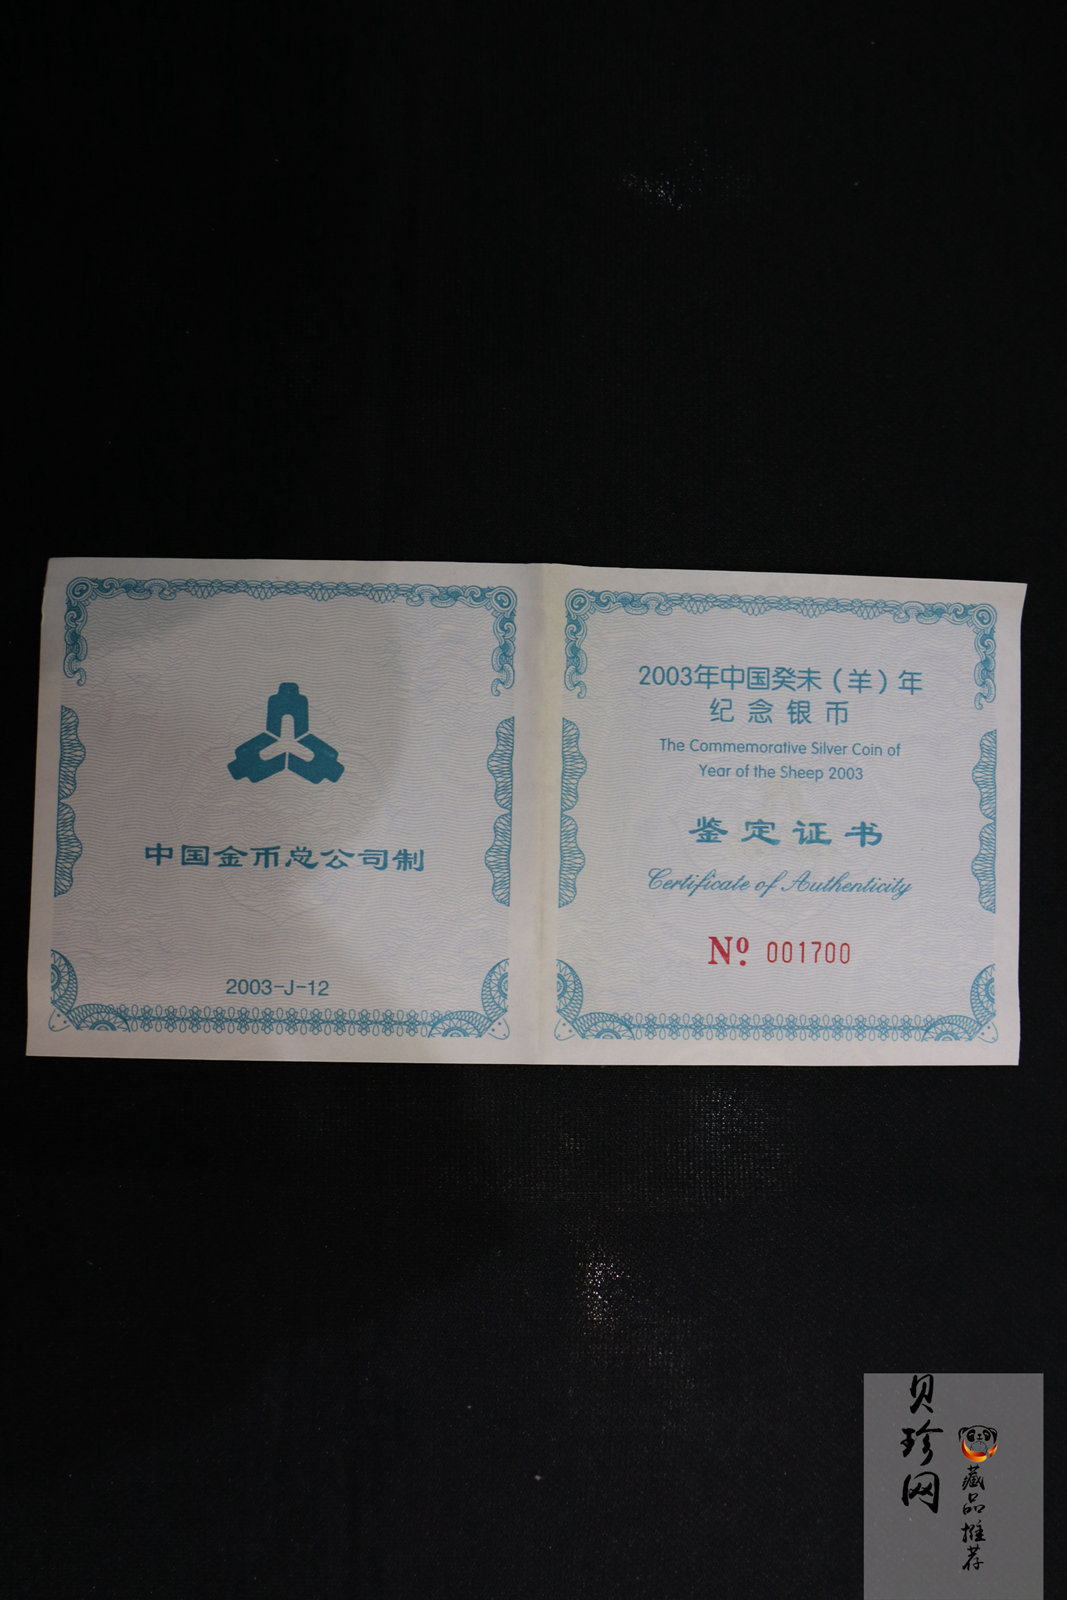 中国金币总公司制
2003-J-12
2003年中国癸未（羊）年
纪念银币
The Commemorative Silver Coin of
Year of the Sheep 2003
鉴定证书
Certificate of Authenticity
Nº. 001700
贝珍网
藏品推荐